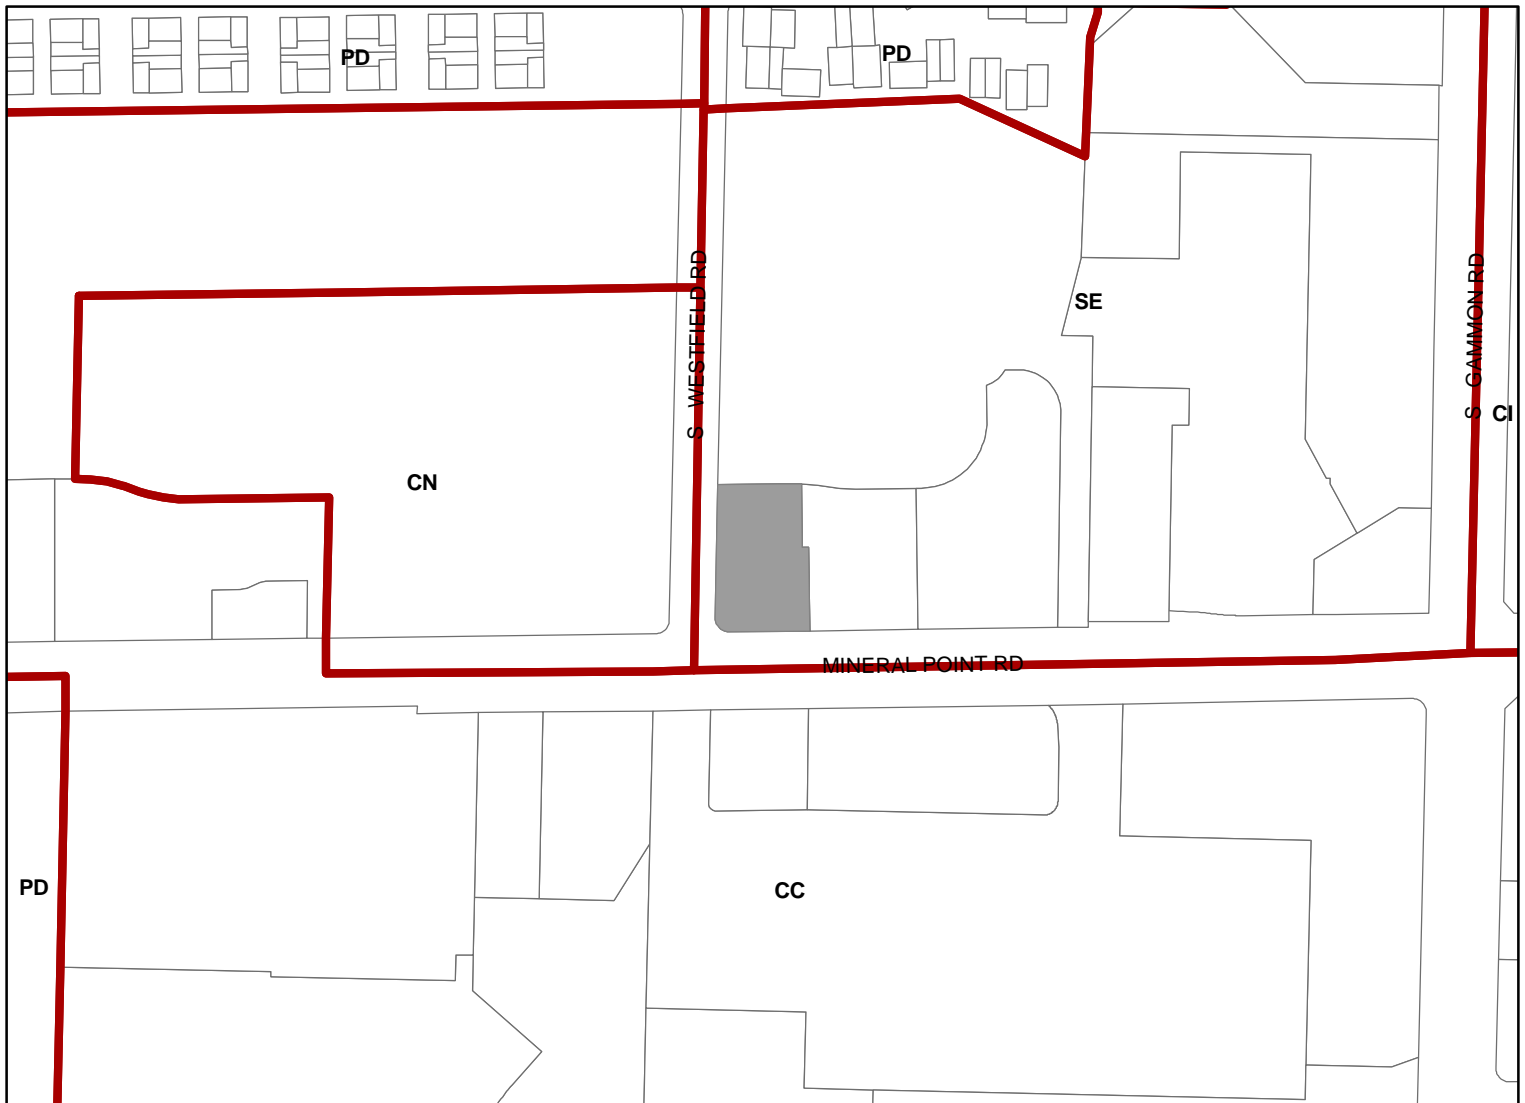 PD
PD
S WESTFIELD RD
S GAMMON RD
SE
CI
CN
MINERAL POINT RD
PD
CC